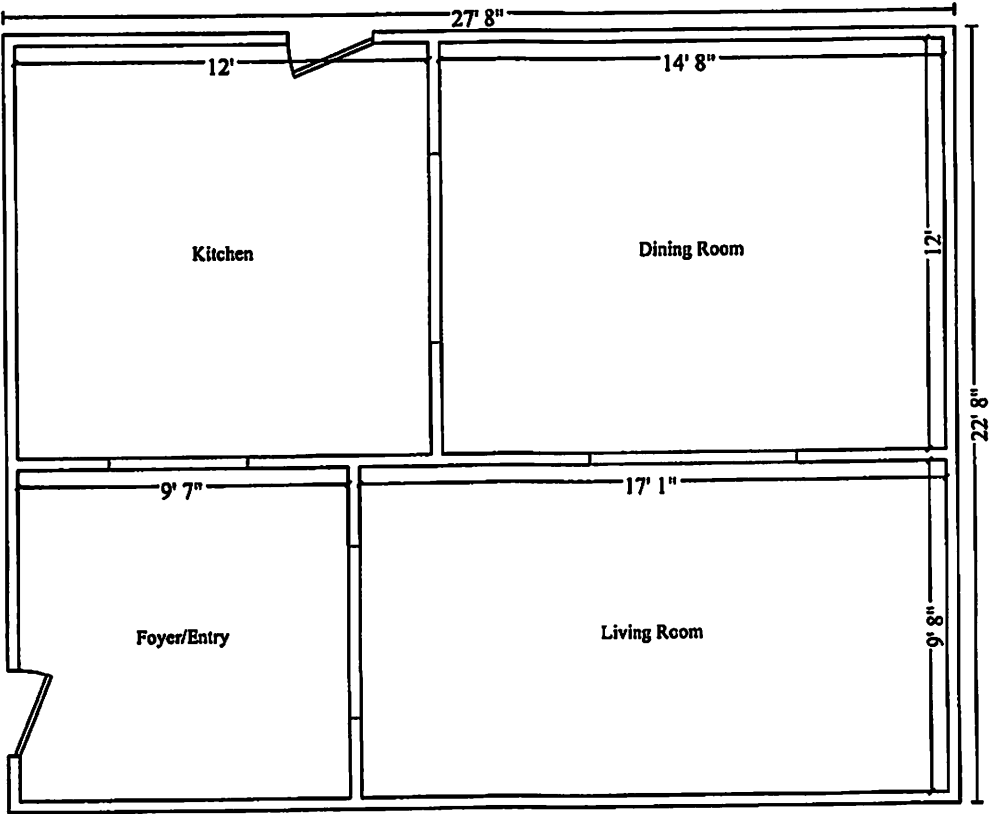 27' 8"
12'
14' 8"
Kitchen
Dining Room
12'
22' 8"
9' 7"
17' 1"
Foyer/Entry
Living Room
9' 8"